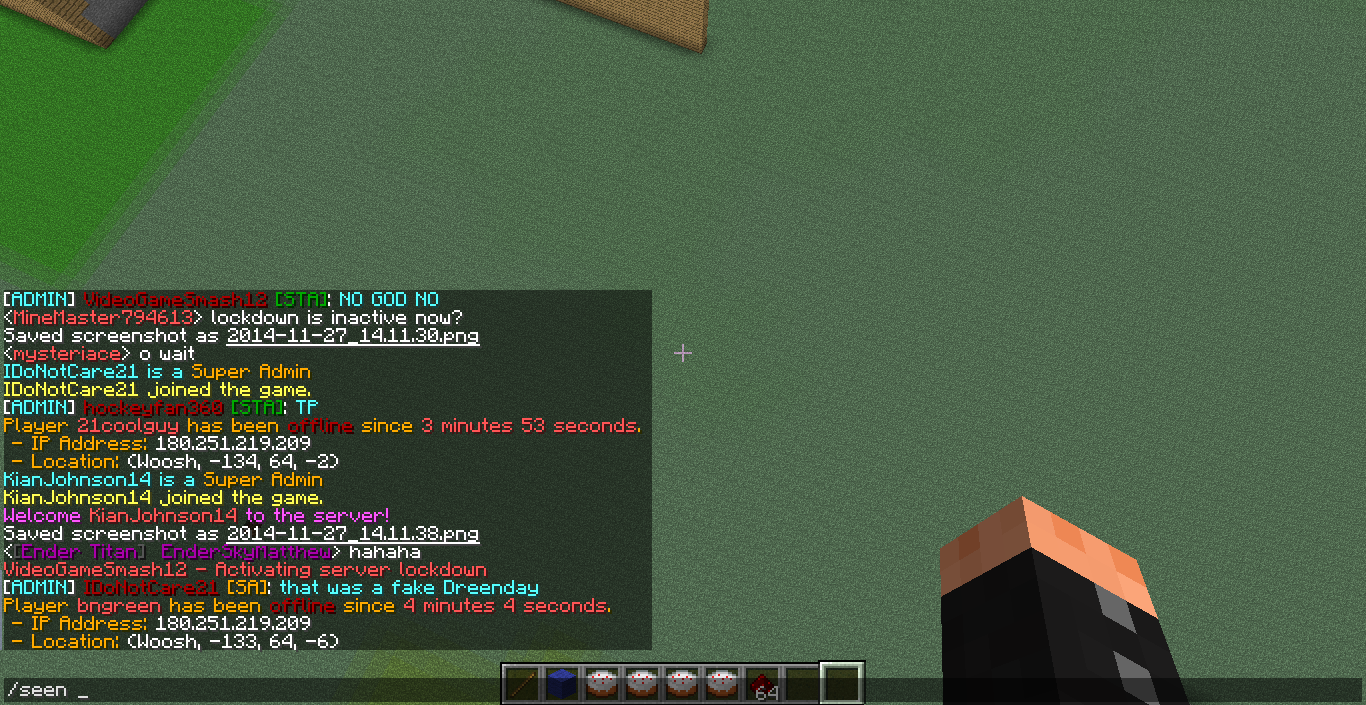 [ADMIN] VideoGameSmash12 [STA]: NO GOD NO
<MineMaster794613> lockdown is inactive now?
Saved screenshot as 2014-11-27_14.11.30.png
<mysteriace> o wait
IDoNotCare21 is a Super Admin
IDoNotCare21 joined the game.
[ADMIN] hockeyfan360 [STA]: TP
Player 21coolguy has been offline since 3 minutes 53 seconds.
- IP Address: 180.251.219.209
- Location: (Woosh, -134, 64, -2)
KianJohnson14 is a Super Admin
KianJohnson14 joined the game.
Welcome KianJohnson14 to the server!
Saved screenshot as 2014-11-27_14.11.38.png
<[Ender Titan] EnderSkyMatthew> hahaha
VideoGameSmash12 - Activating server lockdown
[ADMIN] IDoNotCare21 [SA]: that was a fake Dreenday
Player bngreen has been offline since 4 minutes 4 seconds.
- IP Address: 180.251.219.209
- Location: (Woosh, -133, 64, -6)
64
/seen _